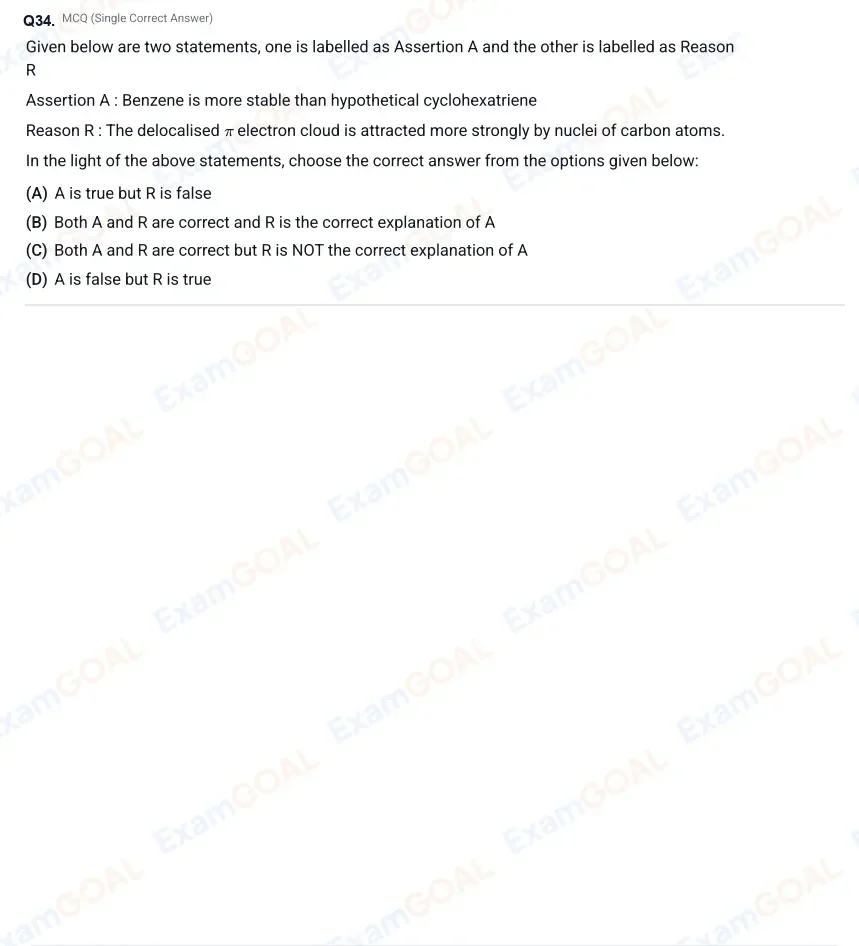 Q34. MCQ (Single Correct Answer)
Given below are two statements, one is labelled as Assertion A and the other is labelled as Reason
R
Assertion A : Benzene is more stable than hypothetical cyclohexatriene
Reason R : The delocalised π electron cloud is attracted more strongly by nuclei of carbon atoms.
In the light of the above statements, choose the correct answer from the options given below:
(A) A is true but R is false
(B) Both A and R are correct and R is the correct explanation of A
(C) Both A and R are correct but R is NOT the correct explanation of A
(D) A is false but R is true
ExamGOAL